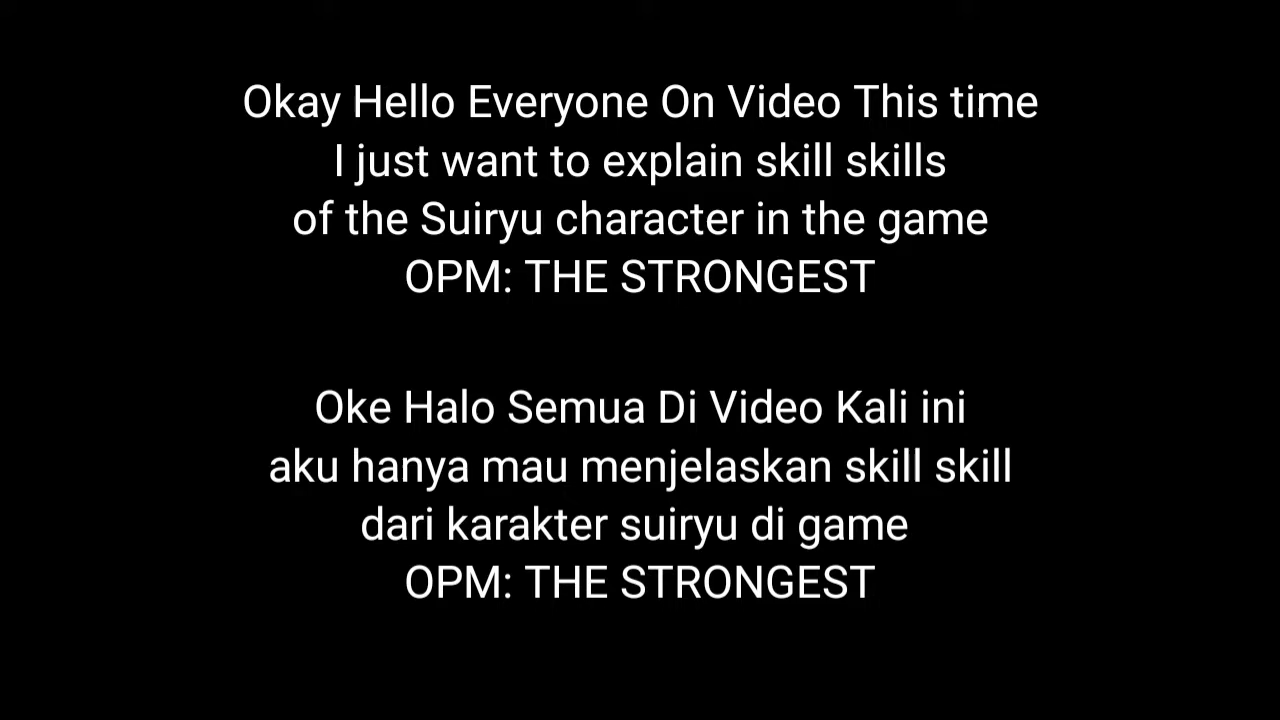 Okay Hello Everyone On Video This time
I just want to explain skill skills
of the Suiryu character in the game
OPM: THE STRONGEST
Oke Halo Semua Di Video Kali ini
aku hanya mau menjelaskan skill skill
dari karakter suiryu di game
OPM: THE STRONGEST